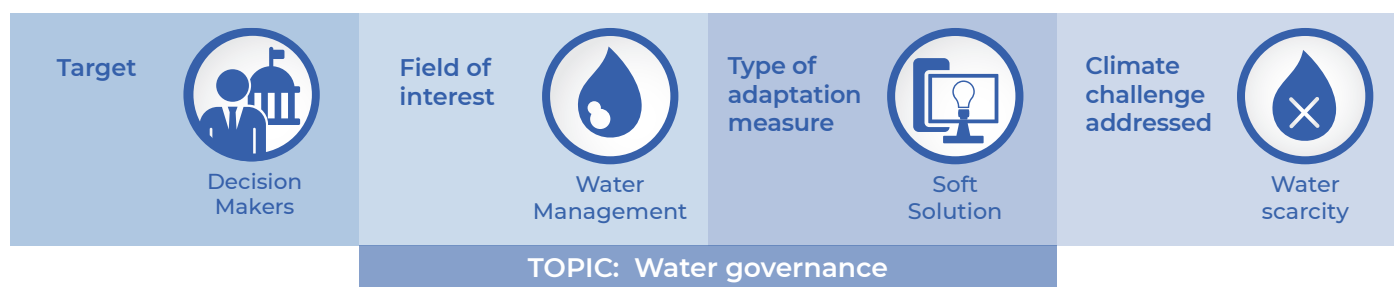 Target
Decision
Makers
Field of
interest
Water
Management
Type of
adaptation
measure
Soft
Solution
Climate
challenge
addressed
Water
scarcity
TOPIC: Water governance